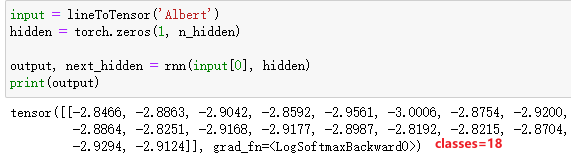 input = lineToTensor('Albert')
hidden = torch.zeros(1, n_hidden)
output, next_hidden = rnn(input[0], hidden)
print(output)
tensor([[-2.8466, -2.8863, -2.9042, -2.8592, -2.9561, -3.0006, -2.8754, -2.9200,
-2.8864, -2.8251, -2.9168, -2.9177, -2.8987, -2.8192, -2.8215, -2.8704,
-2.9294, -2.9124]], grad_fn=<LogSoftmaxBackward0>) classes=18